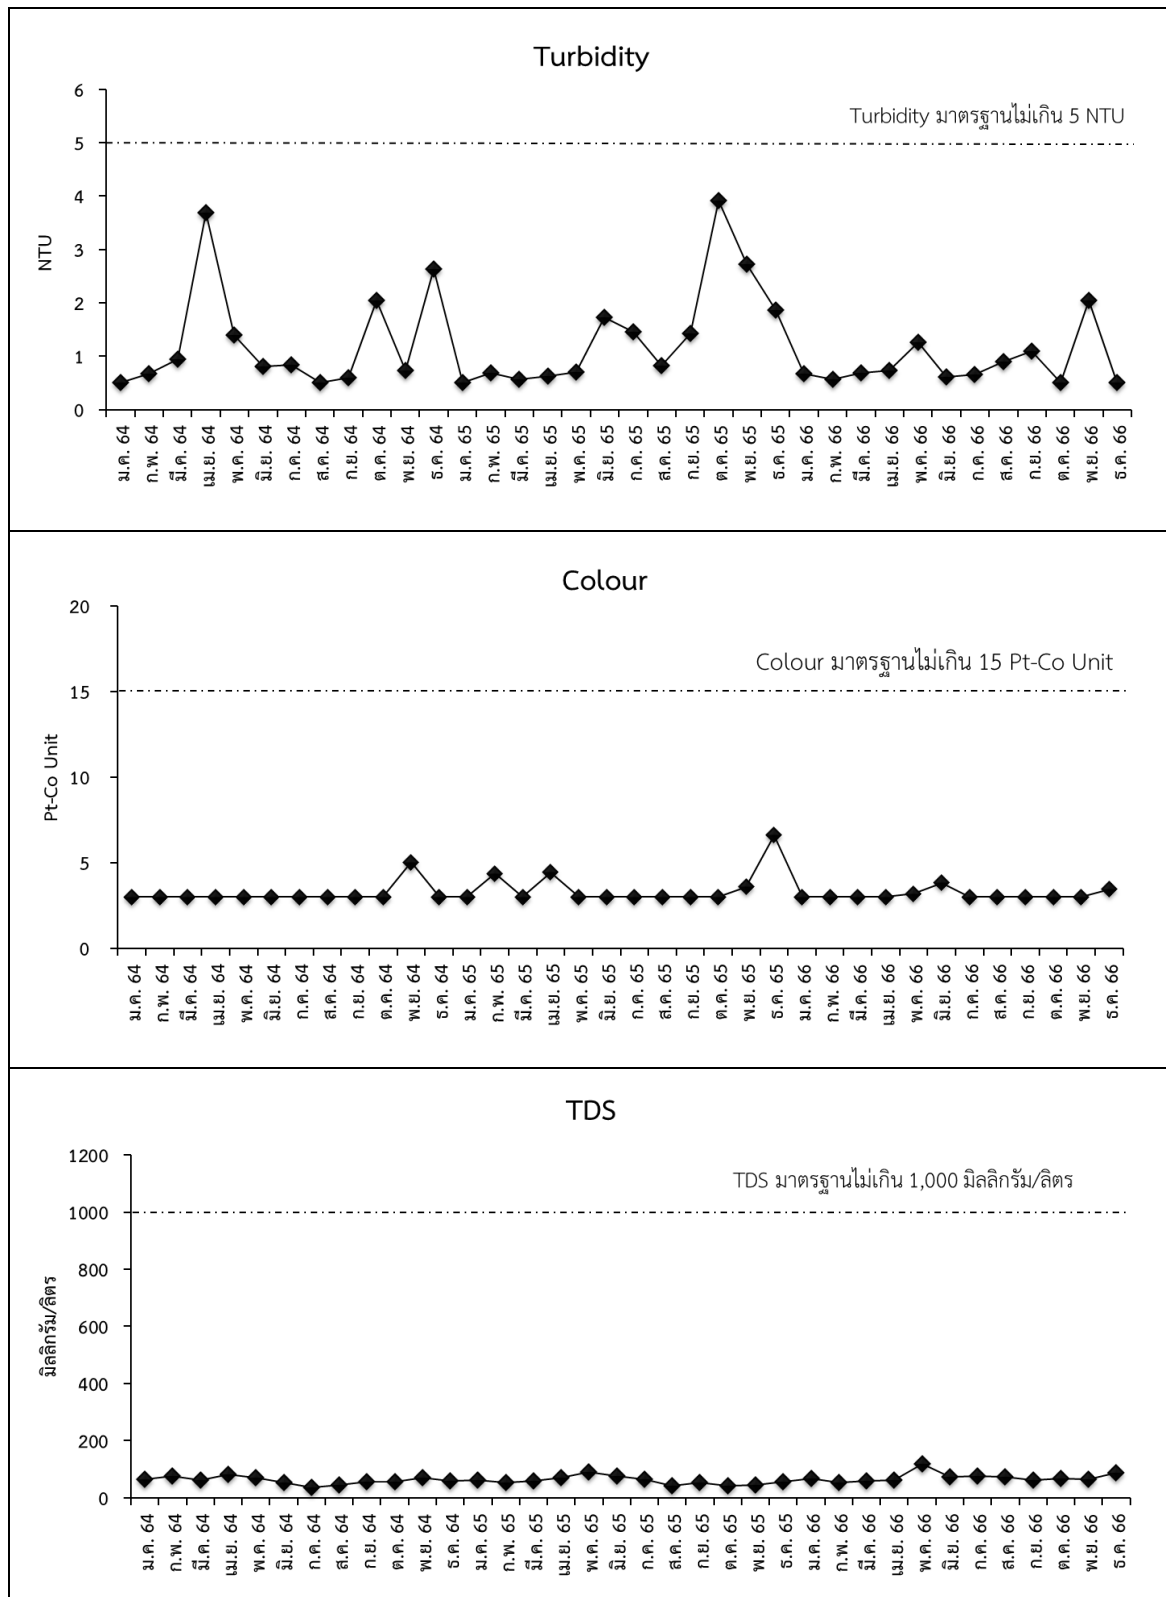 Turbidity
6
Turbidity มาตรฐานไม่เกิน 5 NTU
5
4
3
2
1
0
NTU
ม.ค. 64
ก.พ. 64
มี.ค. 64
เม.ย. 64
พ.ค. 64
มิ.ย. 64
ก.ค. 64
ส.ค. 64
ก.ย. 64
ต.ค. 64
พ.ย. 64
ธ.ค. 64
ม.ค. 65
ก.พ. 65
มี.ค. 65
เม.ย. 65
พ.ค. 65
มิ.ย. 65
ก.ค. 65
ส.ค. 65
ก.ย. 65
ต.ค. 65
พ.ย. 65
ธ.ค. 65
ม.ค. 66
ก.พ. 66
มี.ค. 66
เม.ย. 66
พ.ค. 66
มิ.ย. 66
ก.ค. 66
ส.ค. 66
ก.ย. 66
ต.ค. 66
พ.ย. 66
ธ.ค. 66
Colour
20
Colour มาตรฐานไม่เกิน 15 Pt-Co Unit
15
10
5
0
Pt-Co Unit
ม.ค. 64
ก.พ. 64
มี.ค. 64
เม.ย. 64
พ.ค. 64
มิ.ย. 64
ก.ค. 64
ส.ค. 64
ก.ย. 64
ต.ค. 64
พ.ย. 64
ธ.ค. 64
ม.ค. 65
ก.พ. 65
มี.ค. 65
เม.ย. 65
พ.ค. 65
มิ.ย. 65
ก.ค. 65
ส.ค. 65
ก.ย. 65
ต.ค. 65
พ.ย. 65
ธ.ค. 65
ม.ค. 66
ก.พ. 66
มี.ค. 66
เม.ย. 66
พ.ค. 66
มิ.ย. 66
ก.ค. 66
ส.ค. 66
ก.ย. 66
ต.ค. 66
พ.ย. 66
ธ.ค. 66
TDS
1200
TDS มาตรฐานไม่เกิน 1,000 มิลลิกรัม/ลิตร
1000
800
600
400
200
0
มิลลิกรัม/ลิตร
ม.ค. 64
ก.พ. 64
มี.ค. 64
เม.ย. 64
พ.ค. 64
มิ.ย. 64
ก.ค. 64
ส.ค. 64
ก.ย. 64
ต.ค. 64
พ.ย. 64
ธ.ค. 64
ม.ค. 65
ก.พ. 65
มี.ค. 65
เม.ย. 65
พ.ค. 65
มิ.ย. 65
ก.ค. 65
ส.ค. 65
ก.ย. 65
ต.ค. 65
พ.ย. 65
ธ.ค. 65
ม.ค. 66
ก.พ. 66
มี.ค. 66
เม.ย. 66
พ.ค. 66
มิ.ย. 66
ก.ค. 66
ส.ค. 66
ก.ย. 66
ต.ค. 66
พ.ย. 66
ธ.ค. 66